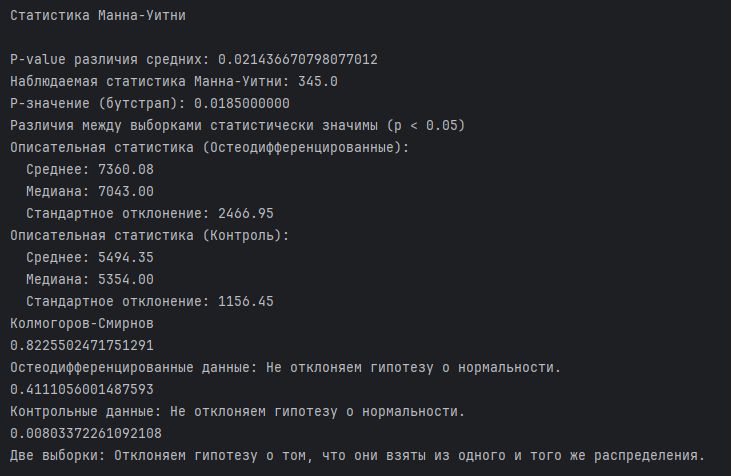 Статистика Манна-Уитни
P-value различия средних: 0.021436670798077012
Наблюдаемая статистика Манна-Уитни: 345.0
P-значение (бутстрап): 0.0185000000
Различия между выборками статистически значимы (p < 0.05)
Описательная статистика (Остеодифференцированные):
Среднее: 7360.08
Медиана: 7043.00
Стандартное отклонение: 2466.95
Описательная статистика (Контроль):
Среднее: 5494.35
Медиана: 5354.00
Стандартное отклонение: 1156.45
Колмогоров-Смирнов
0.8225502471751291
Остеодифференцированные данные: Не отклоняем гипотезу о нормальности.
0.4111056001487593
Контрольные данные: Не отклоняем гипотезу о нормальности.
0.00803372261092108
Две выборки: Отклоняем гипотезу о том, что они взяты из одного и того же распределения.